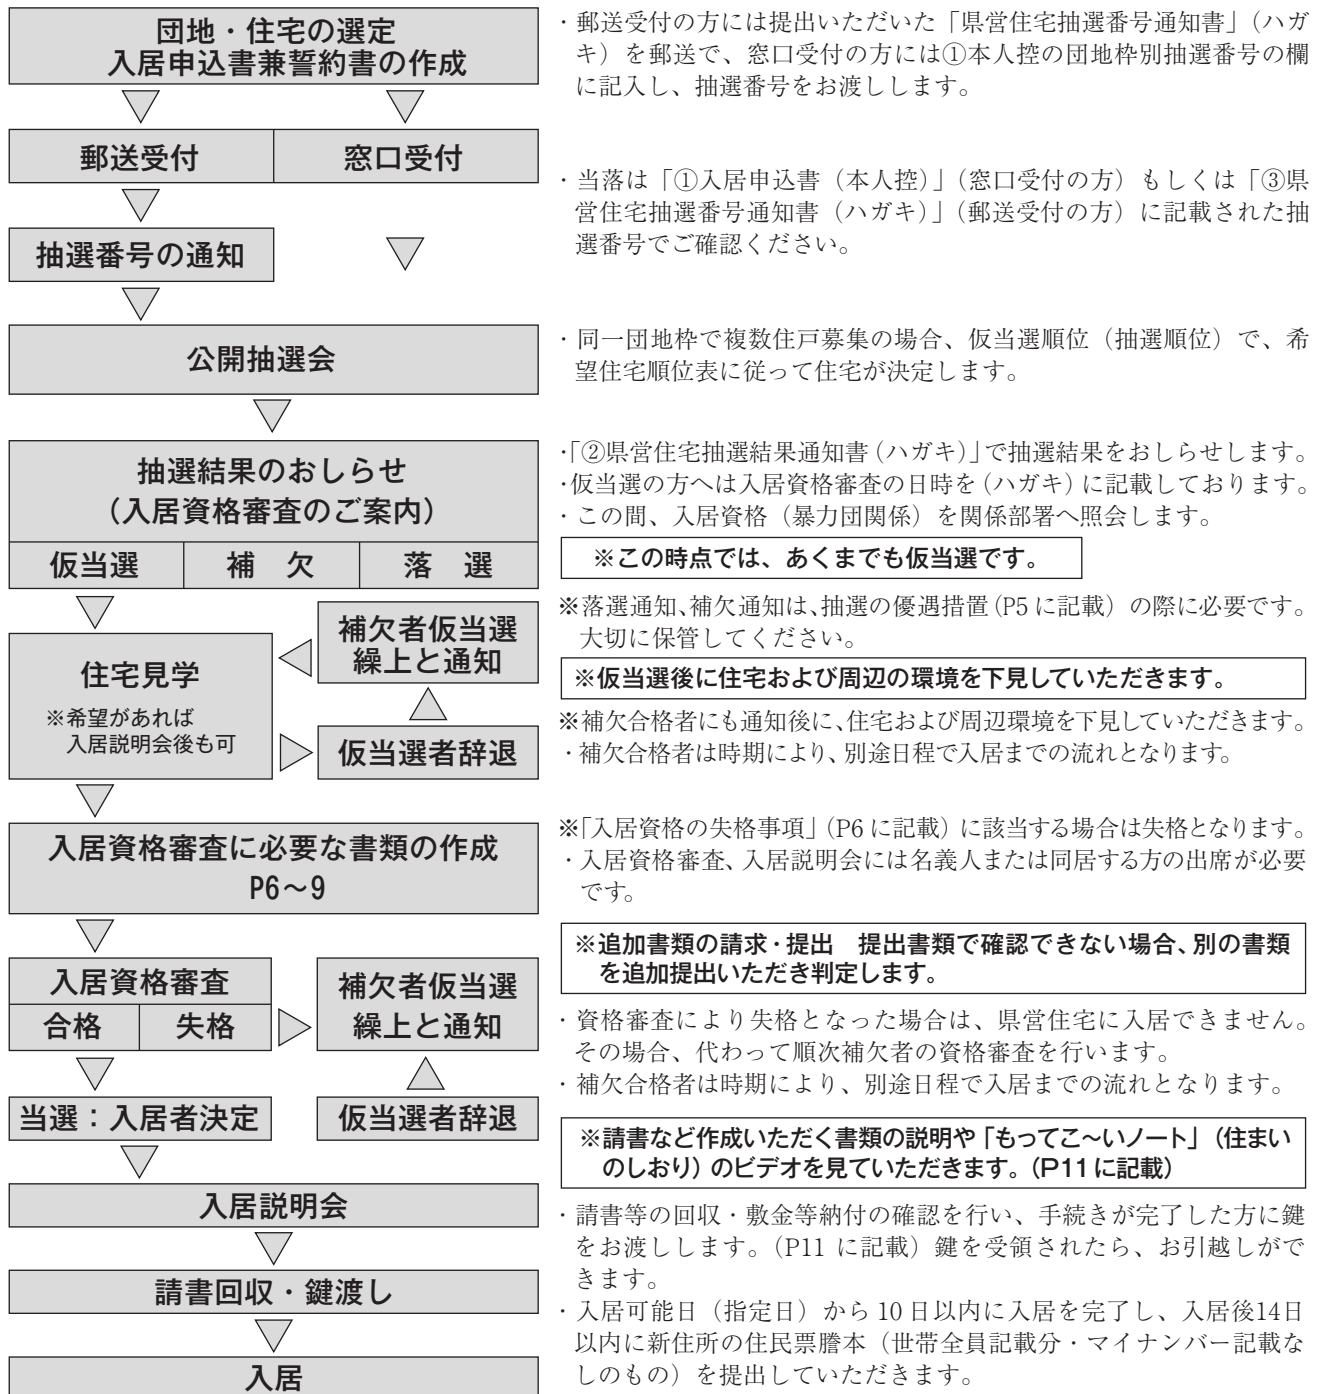 団地・住宅の選定
入居申込書兼誓約書の作成
郵送受付
窓口受付
抽選番号の通知
公開抽選会
抽選結果のおしらせ
（入居資格審査のご案内）
仮当選
補　欠
落　選
住宅見学
※希望があれば
入居説明会後も可
補欠者仮当選
繰上と通知
仮当選者辞退
入居資格審査に必要な書類の作成
P6～9
入居資格審査
合格
失格
補欠者仮当選
繰上と通知
当選：入居者決定
仮当選者辞退
入居説明会
請書回収・鍵渡し
入居
・郵送受付の方には提出いただいた「県営住宅抽選番号通知書」（ハガ
キ）を郵送で、窓口受付の方には①本人控の団地枠別抽選番号の欄
に記入し、抽選番号をお渡しします。
・当落は「①入居申込書（本人控）」（窓口受付の方）もしくは「③県
営住宅抽選番号通知書（ハガキ）」（郵送受付の方）に記載された抽
選番号でご確認ください。
・同一団地枠で複数住戸募集の場合、仮当選順位（抽選順位）で、希
望住宅順位表に従って住宅が決定します。
・「②県営住宅抽選結果通知書（ハガキ）」で抽選結果をおしらせします。
・仮当選の方へは入居資格審査の日時を（ハガキ）に記載しております。
・この間、入居資格（暴力団関係）を関係部署へ照会します。
※この時点では、あくまでも仮当選です。
※落選通知、補欠通知は、抽選の優遇措置（P5 に記載）の際に必要です。
大切に保管してください。
※仮当選後に住宅および周辺の環境を下見していただきます。
※補欠合格者にも通知後に、住宅および周辺環境を下見していただきます。
・補欠合格者は時期により、別途日程で入居までの流れとなります。
※「入居資格の失格事項」（P6 に記載）に該当する場合は失格となります。
・入居資格審査、入居説明会には名義人または同居する方の出席が必要
です。
※追加書類の請求・提出　提出書類で確認できない場合、別の書類
を追加提出いただき判定します。
・資格審査により失格となった場合は、県営住宅に入居できません。
その場合、代わって順次補欠者の資格審査を行います。
・補欠合格者は時期により、別途日程で入居までの流れとなります。
※請書など作成いただく書類の説明や「もってこ～いノート」（住まい
のしおり）のビデオを見ていただきます。（P11に記載）
・請書等の回収・敷金等納付の確認を行い、手続きが完了した方に鍵
をお渡しします。（P11 に記載）鍵を受領されたら、お引越しがで
きます。
・入居可能日（指定日）から 10 日以内に入居を完了し、入居後14日
以内に新住所の住民票謄本（世帯全員記載分・マイナンバー記載な
しのもの）を提出していただきます。